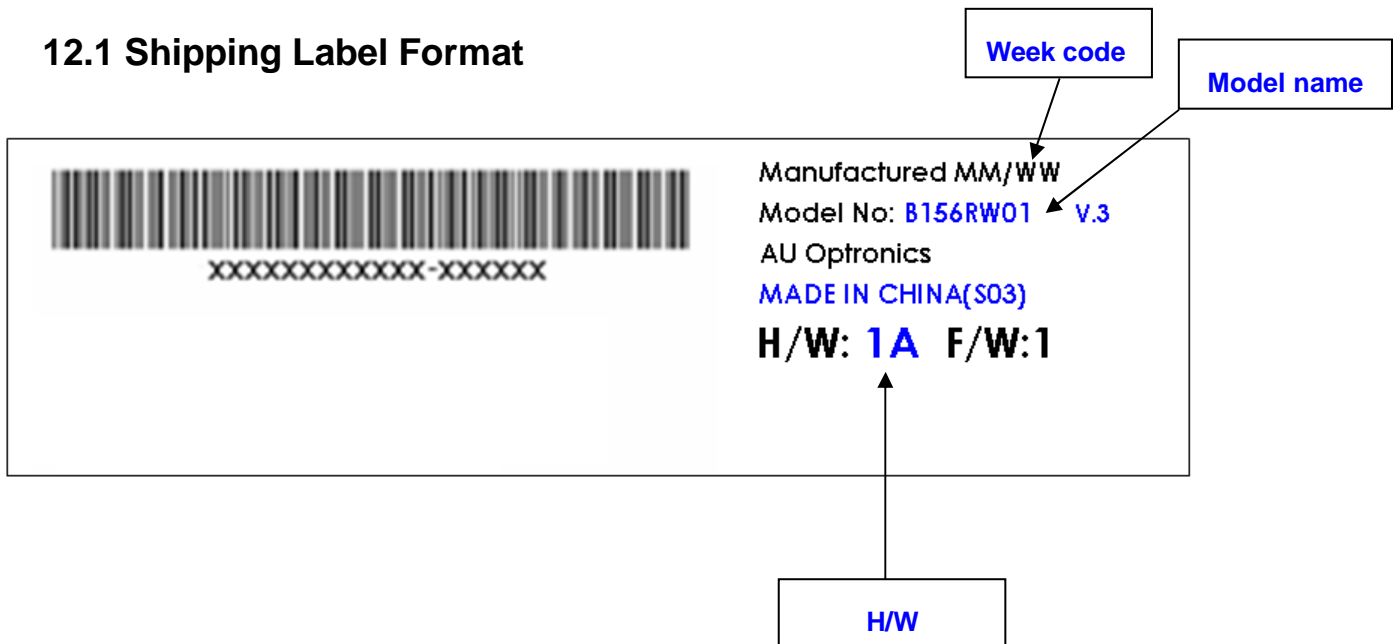 12.1 Shipping Label Format
Week code
Model name
Manufactured MM/WW
Model No: B156RW01 V.3
AU Optronics
MADE IN CHINA(S03)
H/W: 1A F/W:1
XXXXXXXXXXXX-XXXXXX
H/W